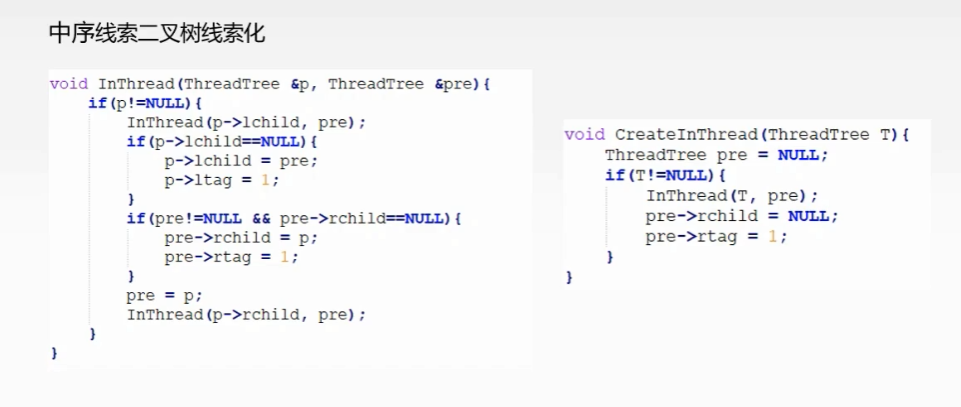 中序线索二叉树线索化
void InThread(ThreadTree &p, ThreadTree &pre){
if(p!=NULL){
InThread(p->lchild, pre);
if(p->lchild==NULL){
p->lchild = pre;
p->ltag = 1;
}
if(pre!=NULL && pre->rchild==NULL){
pre->rchild = p;
pre->rtag = 1;
}
pre = p;
InThread(p->rchild, pre);
}
}
void CreateInThread(ThreadTree T){
ThreadTree pre = NULL;
if(T!=NULL){
InThread(T, pre);
pre->rchild = NULL;
pre->rtag = 1;
}
}